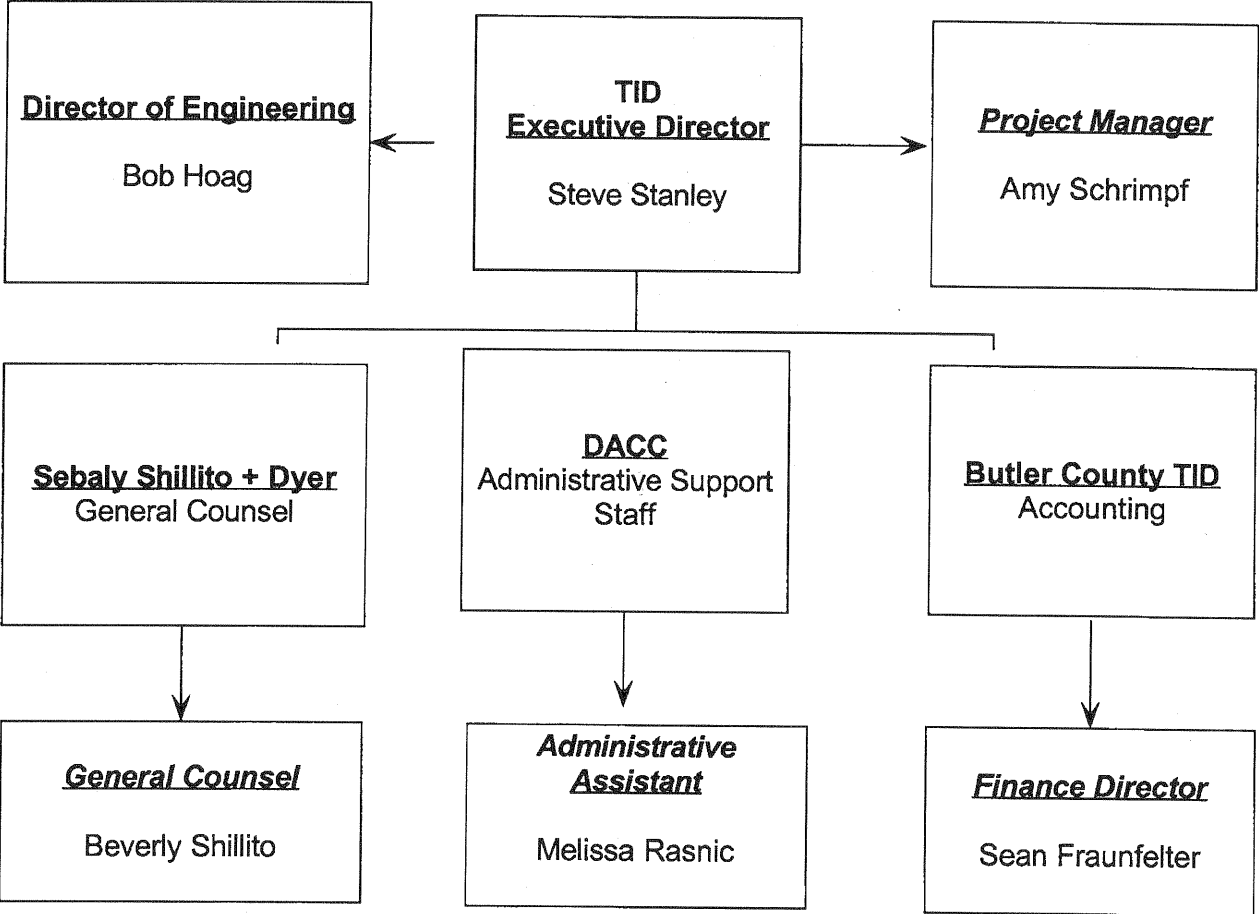 Director of Engineering
Bob Hoag
TID
Executive Director
Steve Stanley
Project Manager
Amy Schrimpf
Sebaly Shillito + Dyer
General Counsel
DACC
Administrative Support
Staff
Butler County TID
Accounting
General Counsel
Beverly Shillito
Administrative
Assistant
Melissa Rasnic
Finance Director
Sean Fraunfelter